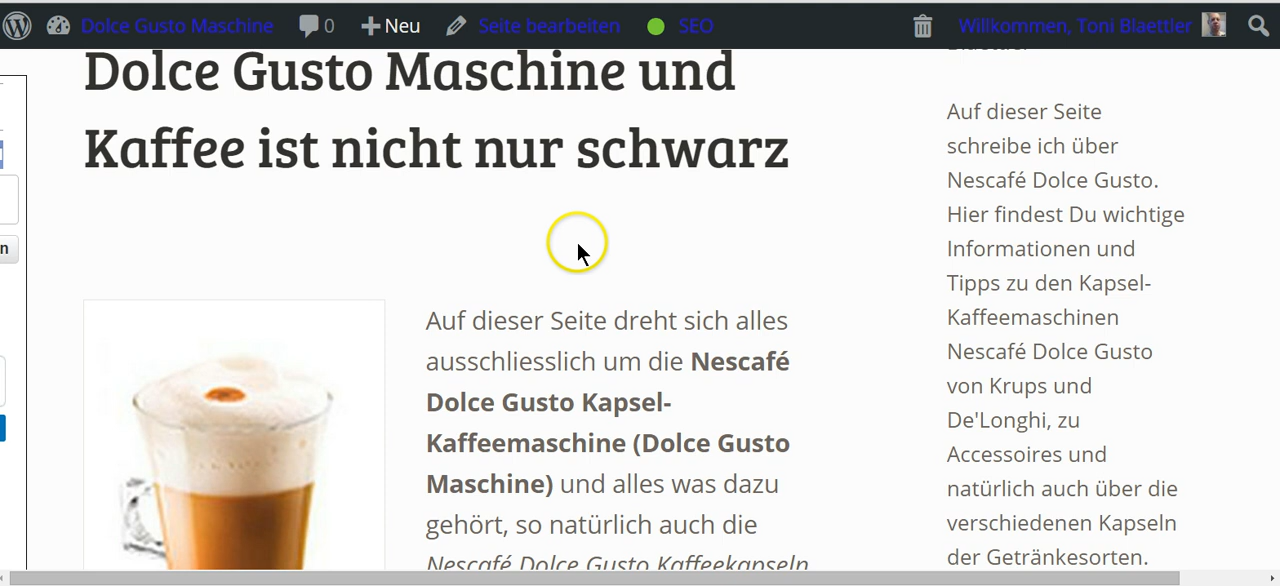 Dolce Gusto Maschine 0 Neu Seite bearbeiten SEO Willkommen, Toni Blaettler
Dolce Gusto Maschine und
Kaffee ist nicht nur schwarz
n
Auf dieser Seite dreht sich alles
ausschliesslich um die Nescafé
Dolce Gusto Kapsel-
Kaffeemaschine (Dolce Gusto
Maschine) und alles was dazu
gehört, so natürlich auch die
Nescafé Dolce Gusto Kaffeekapseln
Auf dieser Seite
schreibe ich über
Nescafé Dolce Gusto.
Hier findest Du wichtige
Informationen und
Tipps zu den Kapsel-
Kaffeemaschinen
Nescafé Dolce Gusto
von Krups und
De'Longhi, zu
Accessoires und
natürlich auch über die
verschiedenen Kapseln
der Getränkesorten.